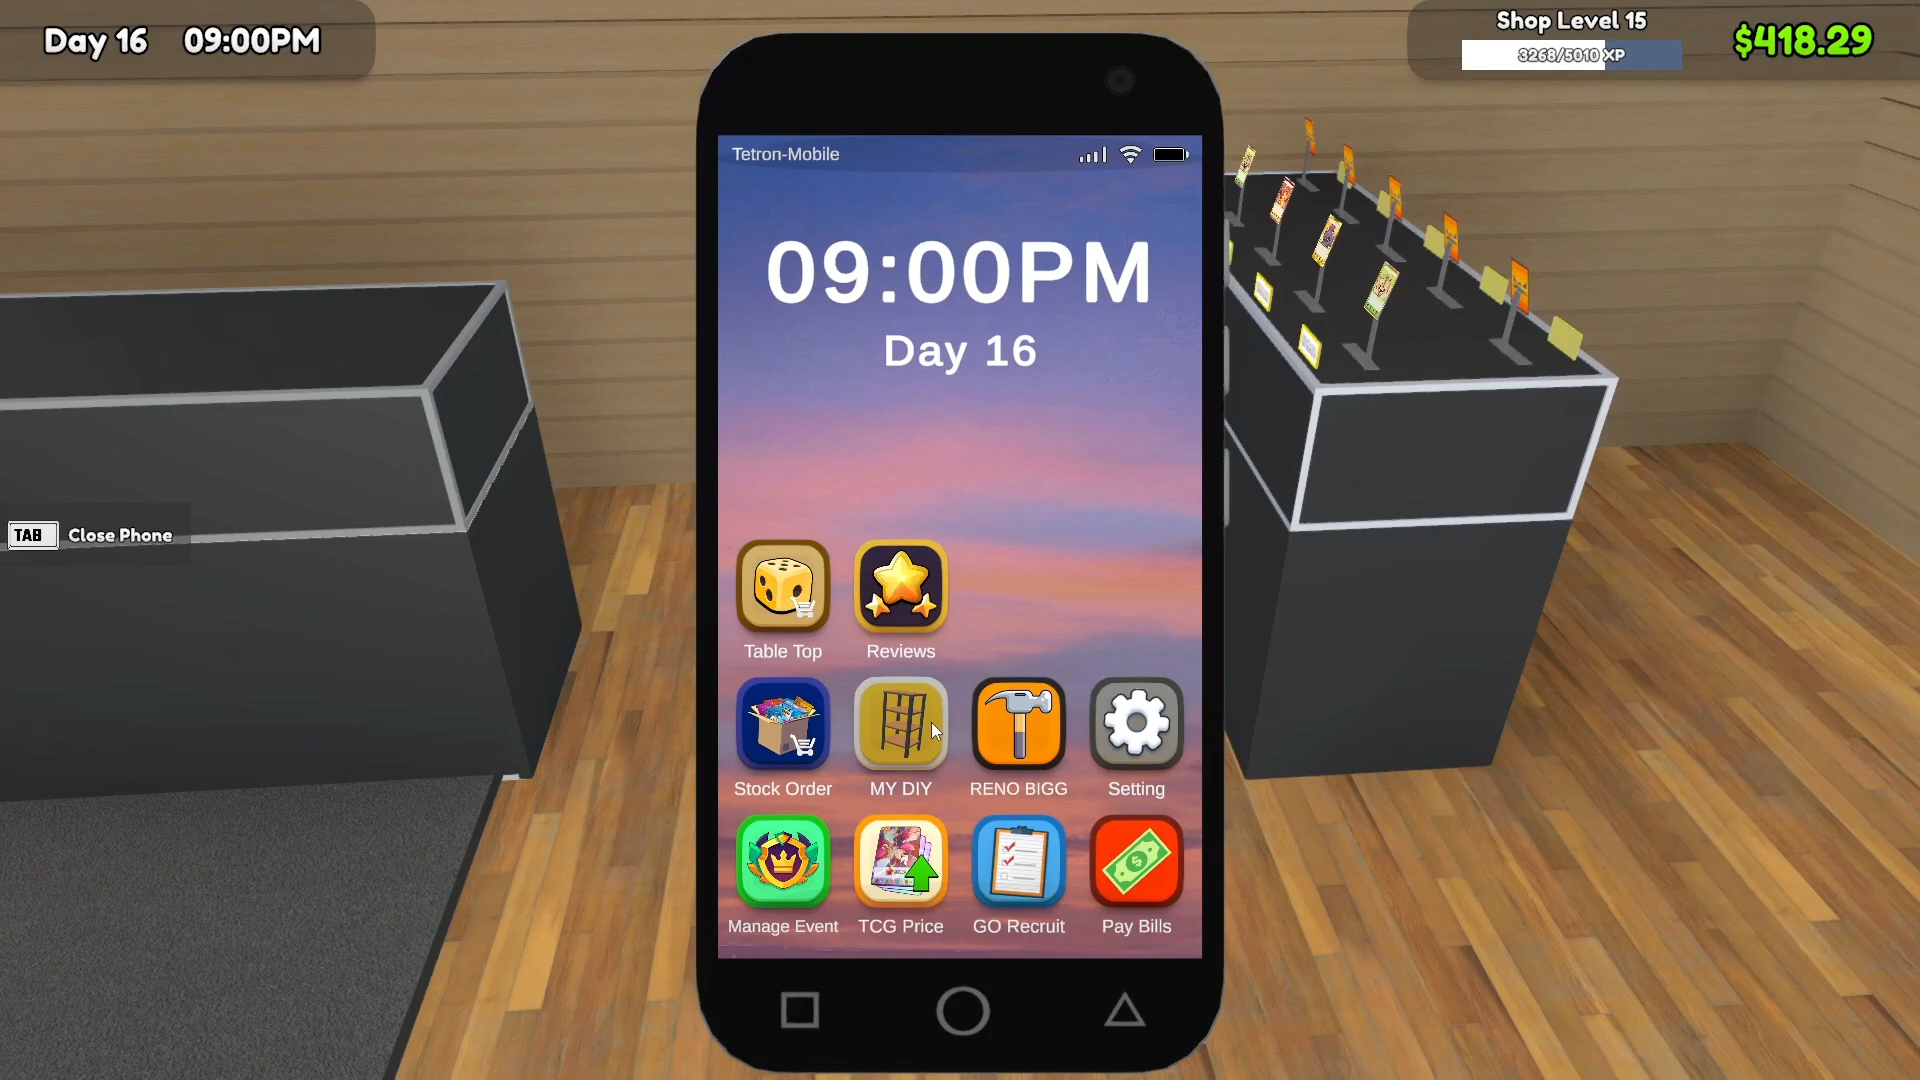 Day 16 09:00PM
Shop Level 15
3268/5010 XP
$418.29
Tetron-Mobile
09:00PM
Day 16
TAB Close Phone
Table Top Reviews
Stock Order MY DIY RENO BIGG Setting
Manage Event TCG Price GO Recruit Pay Bills